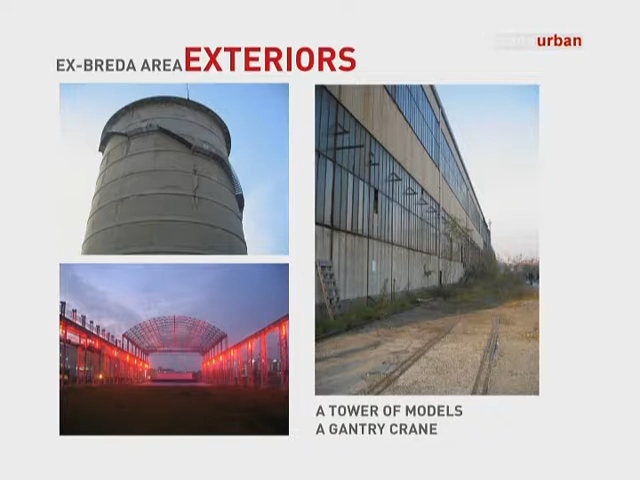 urban
EX-BREDA AREA EXTERIORS
A TOWER OF MODELS
A GANTRY CRANE